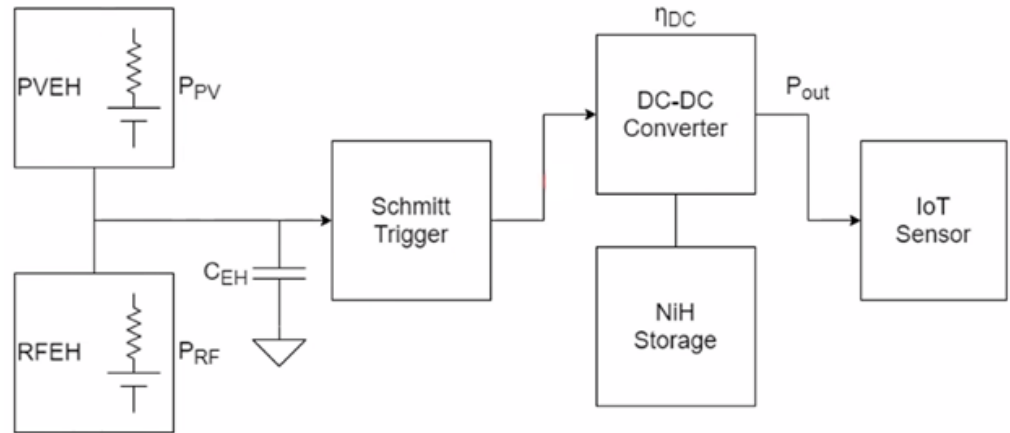 PVEH
P_PV
RFEH
P_RF
C_EH
Schmitt
Trigger
η_DC
DC-DC
Converter
P_out
NiH
Storage
IoT
Sensor